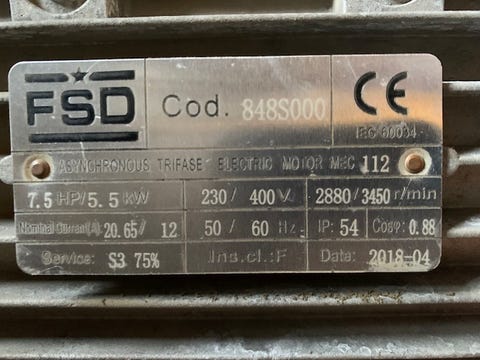 FSD
Cod. 848S000
CE
IEC 60034-
ASYNCHRONOUS TRIFASE ELECTRIC MOTOR MEC 112
7.5 HP/5.5 kW 230/ 400 V 2880/3450r/min
Nominal Current(A): 20.65/ 12 50/ 60 Hz IP: 54 Cosφ: 0.88
Service: S3 75% Ins.cl.:F Date: 2018-04